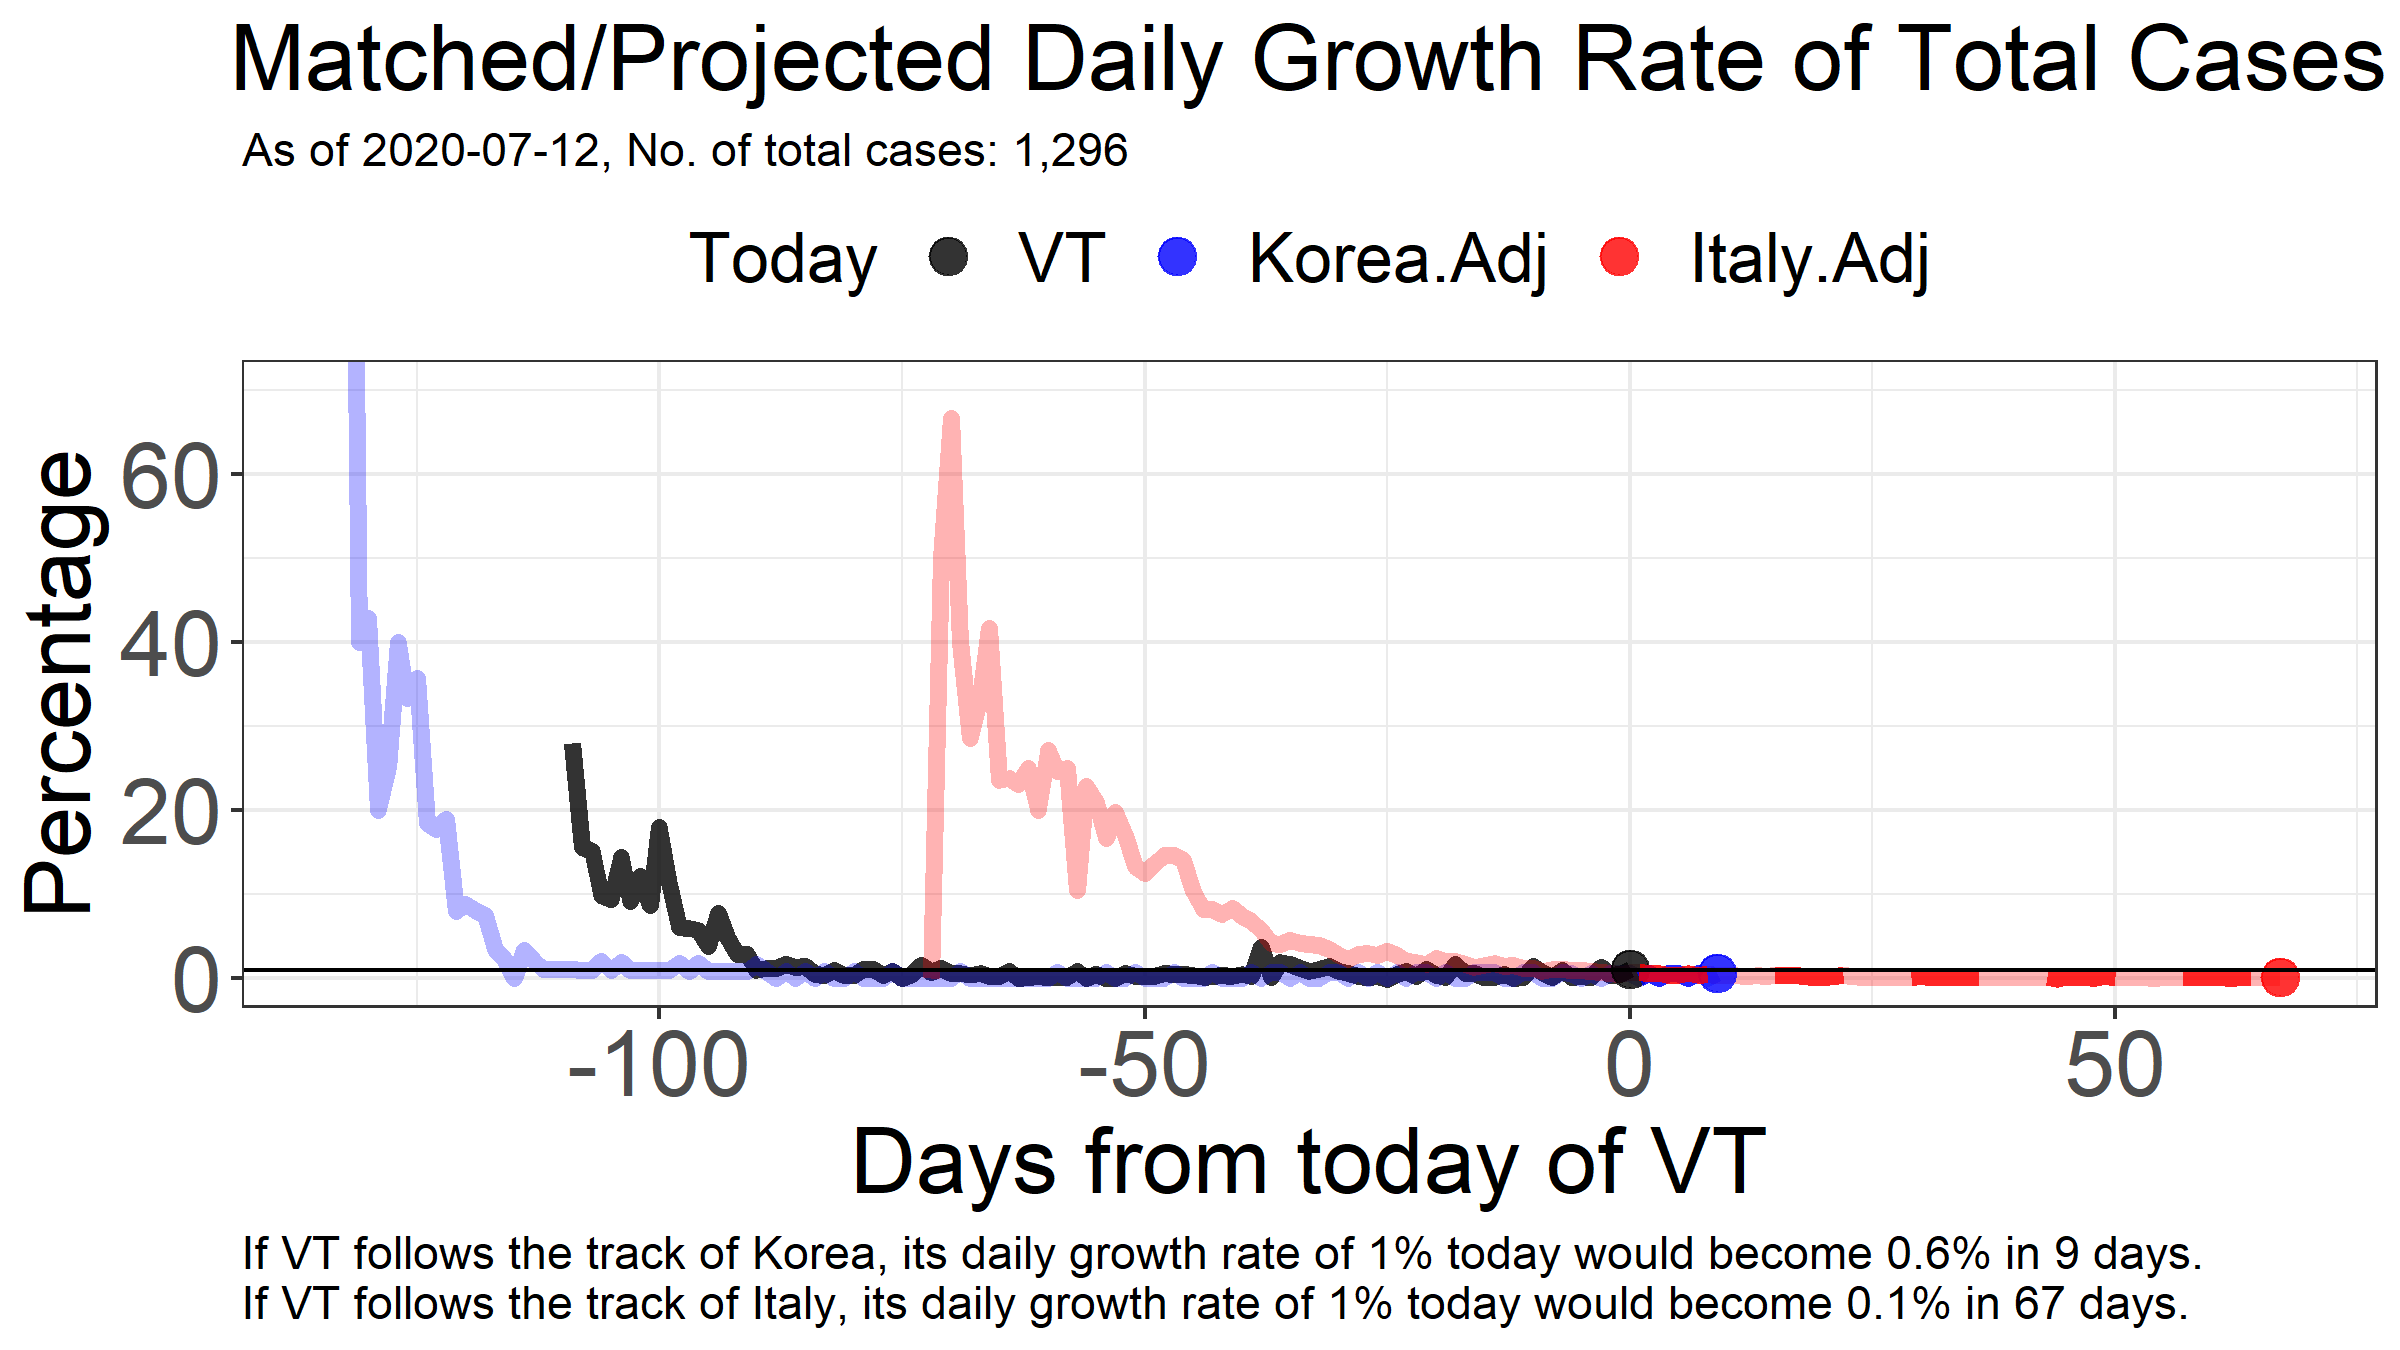 Matched/Projected Daily Growth Rate of Total Cases
As of 2020-07-12, No. of total cases: 1,296
Today VT Korea.Adj Italy.Adj
Percentage
60
40
20
0
-100 -50 0 50
Days from today of VT
If VT follows the track of Korea, its daily growth rate of 1% today would become 0.6% in 9 days.
If VT follows the track of Italy, its daily growth rate of 1% today would become 0.1% in 67 days.